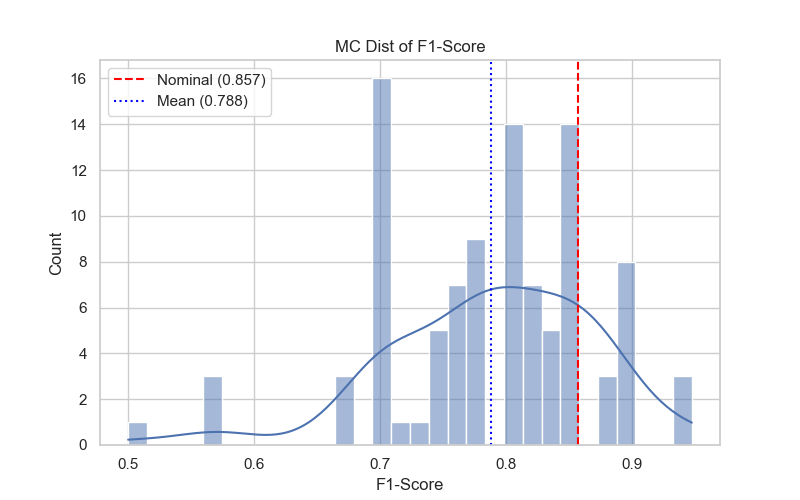 MC Dist of F1-Score
Nominal (0.857)
Mean (0.788)
Count
16
14
12
10
8
6
4
2
0
0.5 0.6 0.7 0.8 0.9
F1-Score